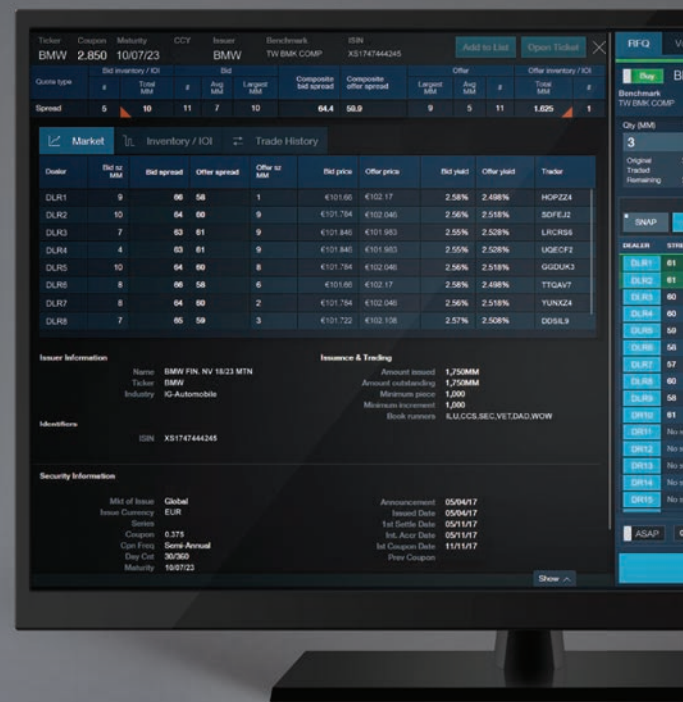 Ticker Coupon Maturity CCY Issuer Benchmark ISIN
BMW 2.850 10/07/23 BMW TW BMK COMP XS1747444245
Add to List Open Ticket
Bid inventory / IOI Bid Offer Offer inventory / IOI
Quote type # Total MM # Avg MM Largest MM Composite bid spread Composite offer spread Largest MM Avg MM # Total MM #
Spread 5 10 11 7 10 64.4 59.9 9 5 11 1.625 1
Market Inventory / IOI Trade History
Dealer Bid sz MM Bid spread Offer spread Offer sz MM Bid price Offer price Bid yield Offer yield Trader
DLR1 9 66 58 1 €101.66 €102.17 2.58% 2.498% HOPZZ4
DLR2 10 64 60 9 €101.784 €102.046 2.56% 2.518% SDFEJ2
DLR3 7 63 61 9 €101.846 €101.983 2.55% 2.528% LRCRS6
DLR4 4 63 61 9 €101.846 €101.983 2.55% 2.528% UQECF2
DLR5 10 64 60 8 €101.784 €102.046 2.56% 2.518% GGDUK3
DLR6 8 66 58 6 €101.66 €102.17 2.58% 2.498% TTQAV7
DLR7 8 64 60 2 €101.784 €102.046 2.56% 2.518% YUNXZ4
DLR8 7 65 59 3 €101.722 €102.108 2.57% 2.508% DDSIL9
Issuer Information
Name BMW FIN. NV 18/23 MTN
Ticker BMW
Industry IG-Automobile
Identifiers
ISIN XS1747444245
Issuance & Trading
Amount issued 1,750MM
Amount outstanding 1,750MM
Minimum piece 1,000
Minimum increment 1,000
Book runners ILU,CCS,SEC,VET,DAD,WOW
Security Information
Mkt of Issue Global
Issue Currency EUR
Series
Coupon 0.375
Cpn Freq Semi-Annual
Day Cnt 30/360
Maturity 10/07/23
Announcement 05/04/17
Issued Date 05/04/17
1st Settle Date 05/11/17
Int. Accr Date 05/11/17
Ist Coupon Date 11/11/17
Prev Coupon
Show
RFQ
Buy
Benchmark
TW BMK COMP
Qty (MM)
3
Original
Traded
Remaining
SNAP
DEALER STRE
DLR1 61
DLR2 61
DLR3 60
DLR4 60
DLR5 59
DLR6 58
DLR7 57
DLR8 60
DLR9 58
DR10 61
DR11 No s
DR12 No s
DR13 No s
DR14 No s
DR15 No s
ASAP